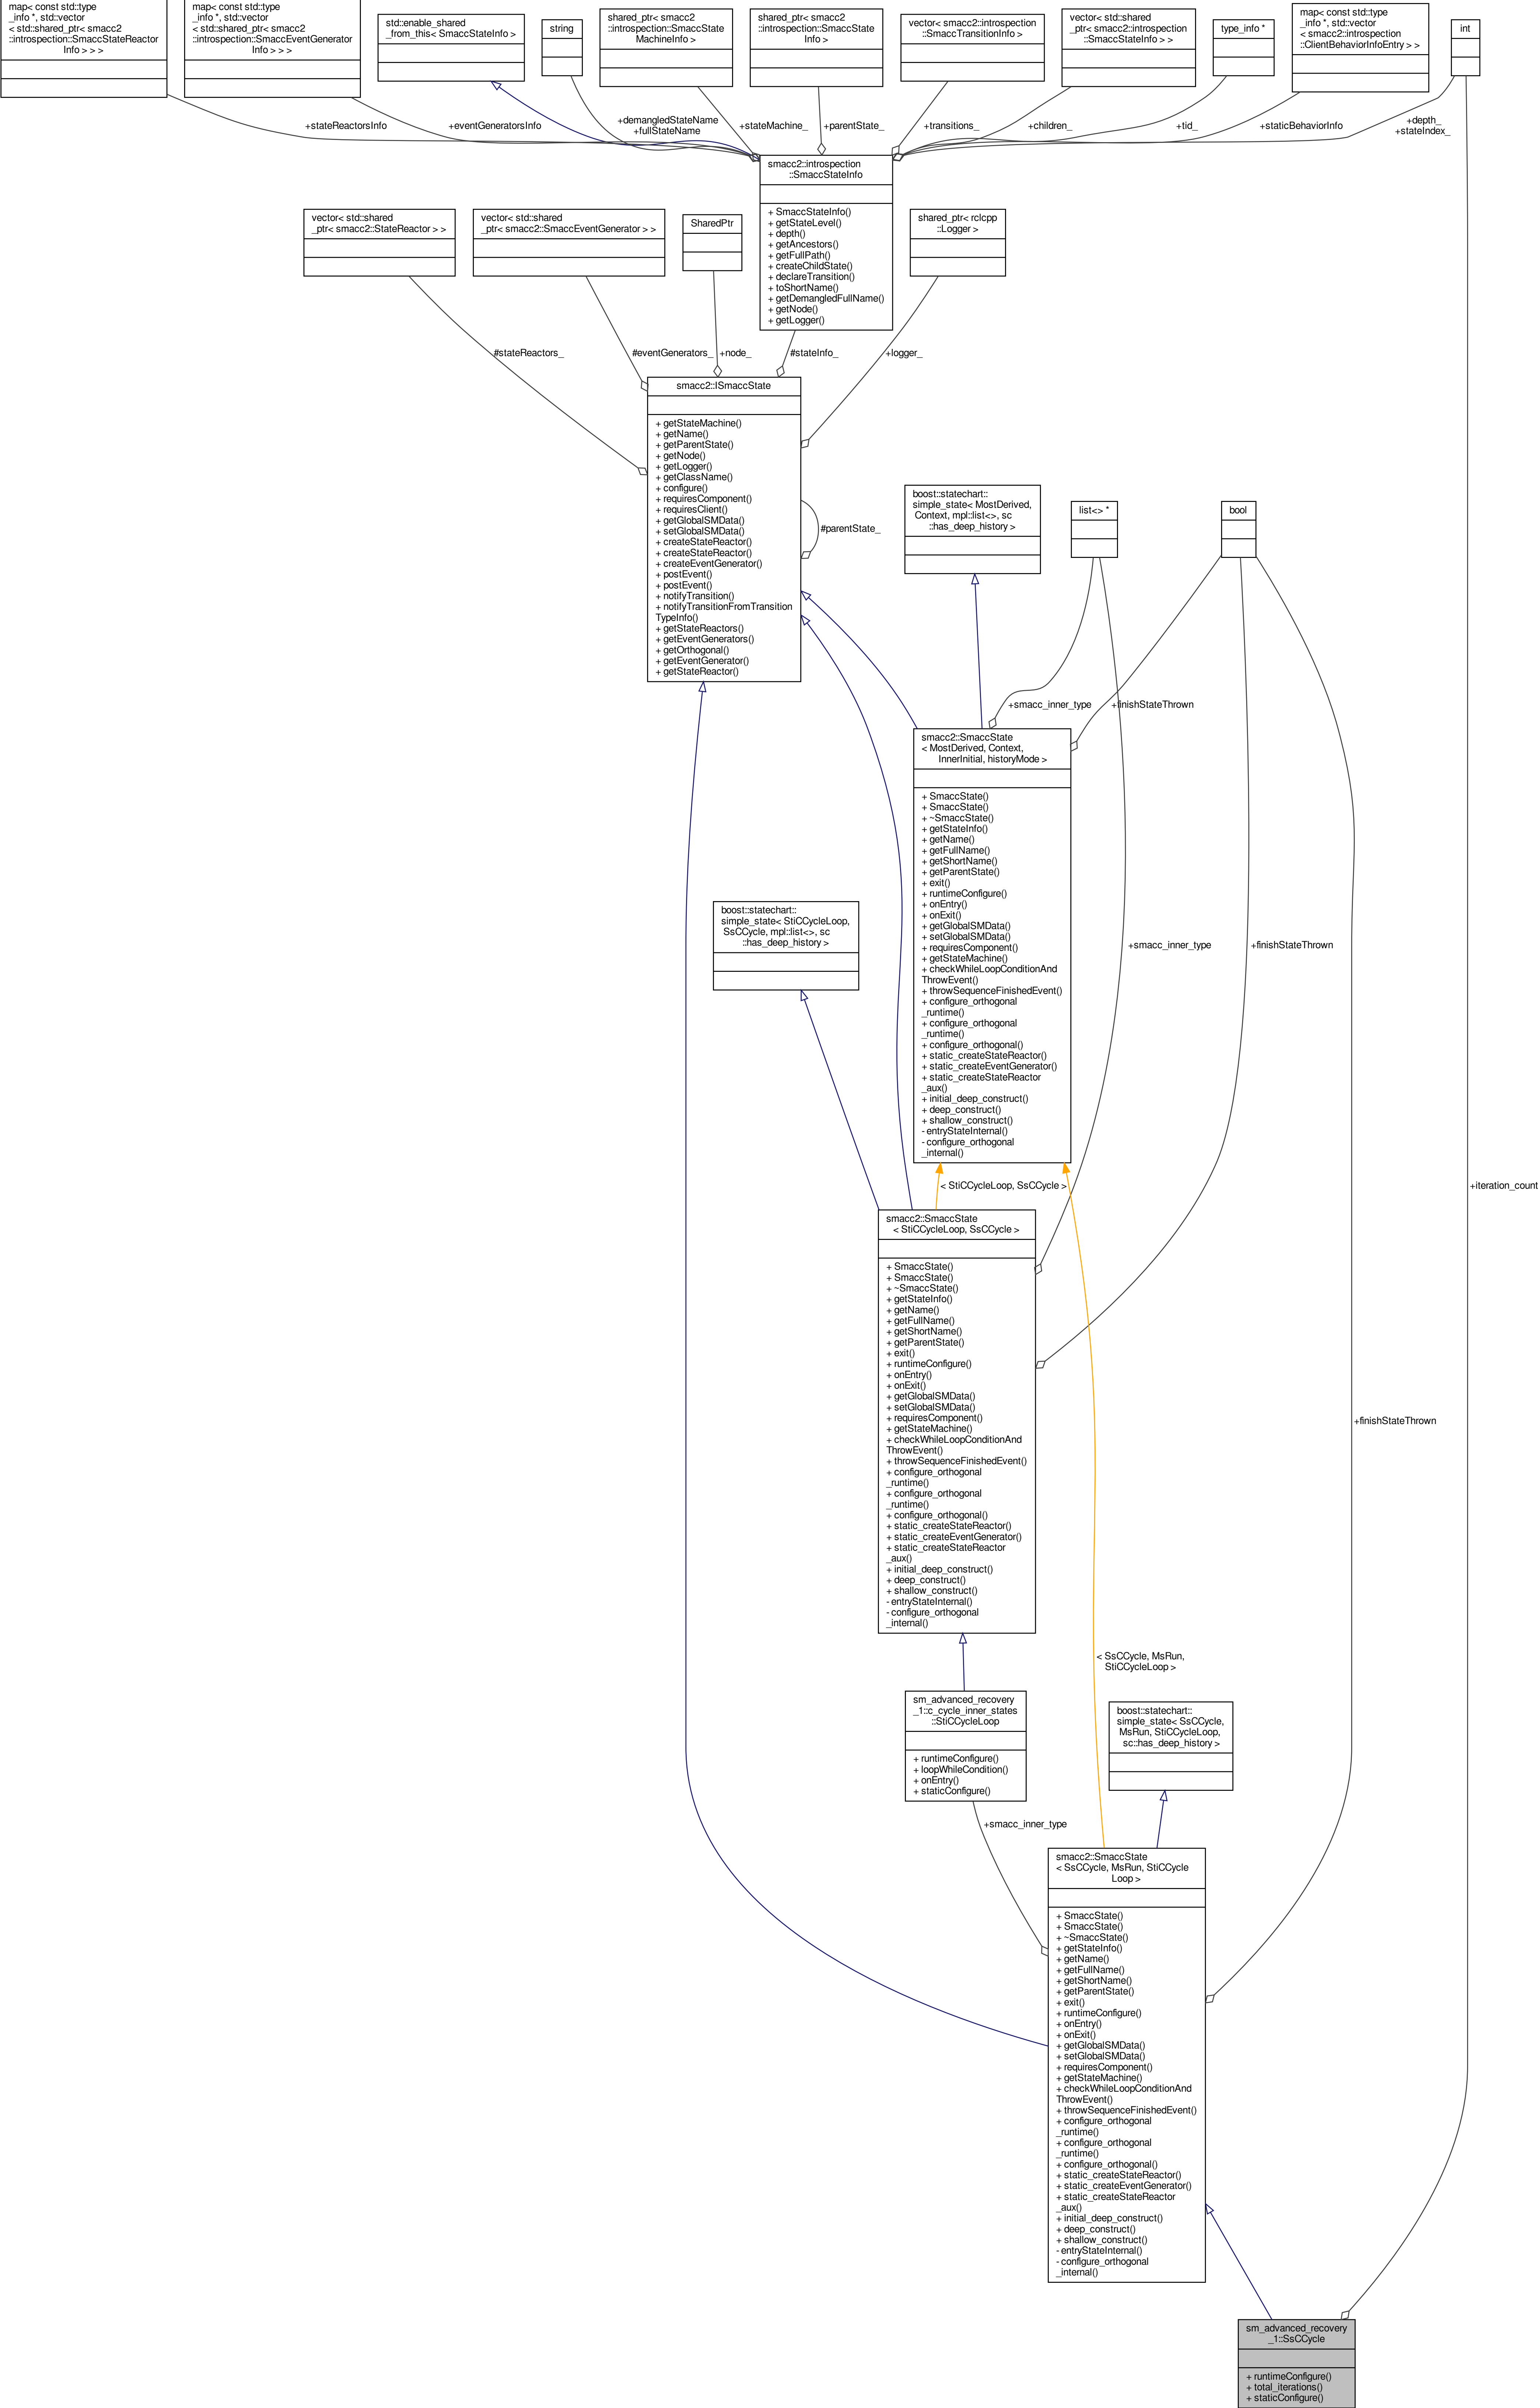 map< const std::type
_info *, std::vector
< std::shared_ptr< smacc2
::introspection::SmaccStateReactor
Info > > >
map< const std::type
_info *, std::vector
< std::shared_ptr< smacc2
::introspection::SmaccEventGenerator
Info > > >
std::enable_shared
_from_this< SmaccStateInfo >
string
shared_ptr< smacc2
::introspection::SmaccState
MachineInfo >
shared_ptr< smacc2
::introspection::SmaccState
Info >
vector< smacc2::introspection
::SmaccTransitionInfo >
vector< std::shared
_ptr< smacc2::introspection
::SmaccStateInfo > >
type_info *
map< const std::type
_info *, std::vector
< smacc2::introspection
::ClientBehaviorInfoEntry > >
int
+stateReactorsInfo
+eventGeneratorsInfo
+demangledStateName
+fullStateName
+stateMachine_
+parentState_
+transitions_
+children_
+tid_
+staticBehaviorInfo
+depth_
+stateIndex_
smacc2::introspection
::SmaccStateInfo
+ SmaccStateInfo()
+ getStateLevel()
+ depth()
+ getAncestors()
+ getFullPath()
+ createChildState()
+ declareTransition()
+ toShortName()
+ getDemangledFullName()
+ getNode()
+ getLogger()
vector< std::shared
_ptr< smacc2::StateReactor > >
vector< std::shared
_ptr< smacc2::SmaccEventGenerator > >
SharedPtr
shared_ptr< rclcpp
::Logger >
#stateReactors_
#eventGenerators_
+node_
#stateInfo_
+logger_
smacc2::ISmaccState
+ getStateMachine()
+ getName()
+ getParentState()
+ getNode()
+ getLogger()
+ getClassName()
+ configure()
+ requiresComponent()
+ requiresClient()
+ getGlobalSMData()
+ setGlobalSMData()
+ createStateReactor()
+ createStateReactor()
+ createEventGenerator()
+ postEvent()
+ postEvent()
+ notifyTransition()
+ notifyTransitionFromTransition
TypeInfo()
+ getStateReactors()
+ getEventGenerators()
+ getOrthogonal()
+ getEventGenerator()
+ getStateReactor()
#parentState_
boost::statechart::
simple_state< MostDerived,
Context, mpl::list<>, sc
::has_deep_history >
list<> *
bool
+smacc_inner_type
+finishStateThrown
smacc2::SmaccState
< MostDerived, Context,
InnerInitial, historyMode >
+ SmaccState()
+ SmaccState()
+ ~SmaccState()
+ getStateInfo()
+ getName()
+ getFullName()
+ getShortName()
+ getParentState()
+ exit()
+ runtimeConfigure()
+ onEntry()
+ onExit()
+ getGlobalSMData()
+ setGlobalSMData()
+ requiresComponent()
+ getStateMachine()
+ checkWhileLoopConditionAnd
ThrowEvent()
+ throwSequenceFinishedEvent()
+ configure_orthogonal
_runtime()
+ configure_orthogonal
_runtime()
+ configure_orthogonal()
+ static_createStateReactor()
+ static_createEventGenerator()
+ static_createStateReactor
_aux()
+ initial_deep_construct()
+ deep_construct()
+ shallow_construct()
- entryStateInternal()
- configure_orthogonal
_internal()
boost::statechart::
simple_state< StiCCycleLoop,
SsCCycle, mpl::list<>, sc
::has_deep_history >
+smacc_inner_type
+finishStateThrown
< StiCCycleLoop, SsCCycle >
+iteration_count
smacc2::SmaccState
< StiCCycleLoop, SsCCycle >
+ SmaccState()
+ SmaccState()
+ ~SmaccState()
+ getStateInfo()
+ getName()
+ getFullName()
+ getShortName()
+ getParentState()
+ exit()
+ runtimeConfigure()
+ onEntry()
+ onExit()
+ getGlobalSMData()
+ setGlobalSMData()
+ requiresComponent()
+ getStateMachine()
+ checkWhileLoopConditionAnd
ThrowEvent()
+ throwSequenceFinishedEvent()
+ configure_orthogonal
_runtime()
+ configure_orthogonal
_runtime()
+ configure_orthogonal()
+ static_createStateReactor()
+ static_createEventGenerator()
+ static_createStateReactor
_aux()
+ initial_deep_construct()
+ deep_construct()
+ shallow_construct()
- entryStateInternal()
- configure_orthogonal
_internal()
+finishStateThrown
< SsCCycle, MsRun,
StiCCycleLoop >
sm_advanced_recovery
_1::c_cycle_inner_states
::StiCCycleLoop
+ runtimeConfigure()
+ loopWhileCondition()
+ onEntry()
+ staticConfigure()
boost::statechart::
simple_state< SsCCycle,
MsRun, StiCCycleLoop,
sc::has_deep_history >
+smacc_inner_type
smacc2::SmaccState
< SsCCycle, MsRun, StiCCycle
Loop >
+ SmaccState()
+ SmaccState()
+ ~SmaccState()
+ getStateInfo()
+ getName()
+ getFullName()
+ getShortName()
+ getParentState()
+ exit()
+ runtimeConfigure()
+ onEntry()
+ onExit()
+ getGlobalSMData()
+ setGlobalSMData()
+ requiresComponent()
+ getStateMachine()
+ checkWhileLoopConditionAnd
ThrowEvent()
+ throwSequenceFinishedEvent()
+ configure_orthogonal
_runtime()
+ configure_orthogonal
_runtime()
+ configure_orthogonal()
+ static_createStateReactor()
+ static_createEventGenerator()
+ static_createStateReactor
_aux()
+ initial_deep_construct()
+ deep_construct()
+ shallow_construct()
- entryStateInternal()
- configure_orthogonal
_internal()
sm_advanced_recovery
_1::SsCCycle
+ runtimeConfigure()
+ total_iterations()
+ staticConfigure()